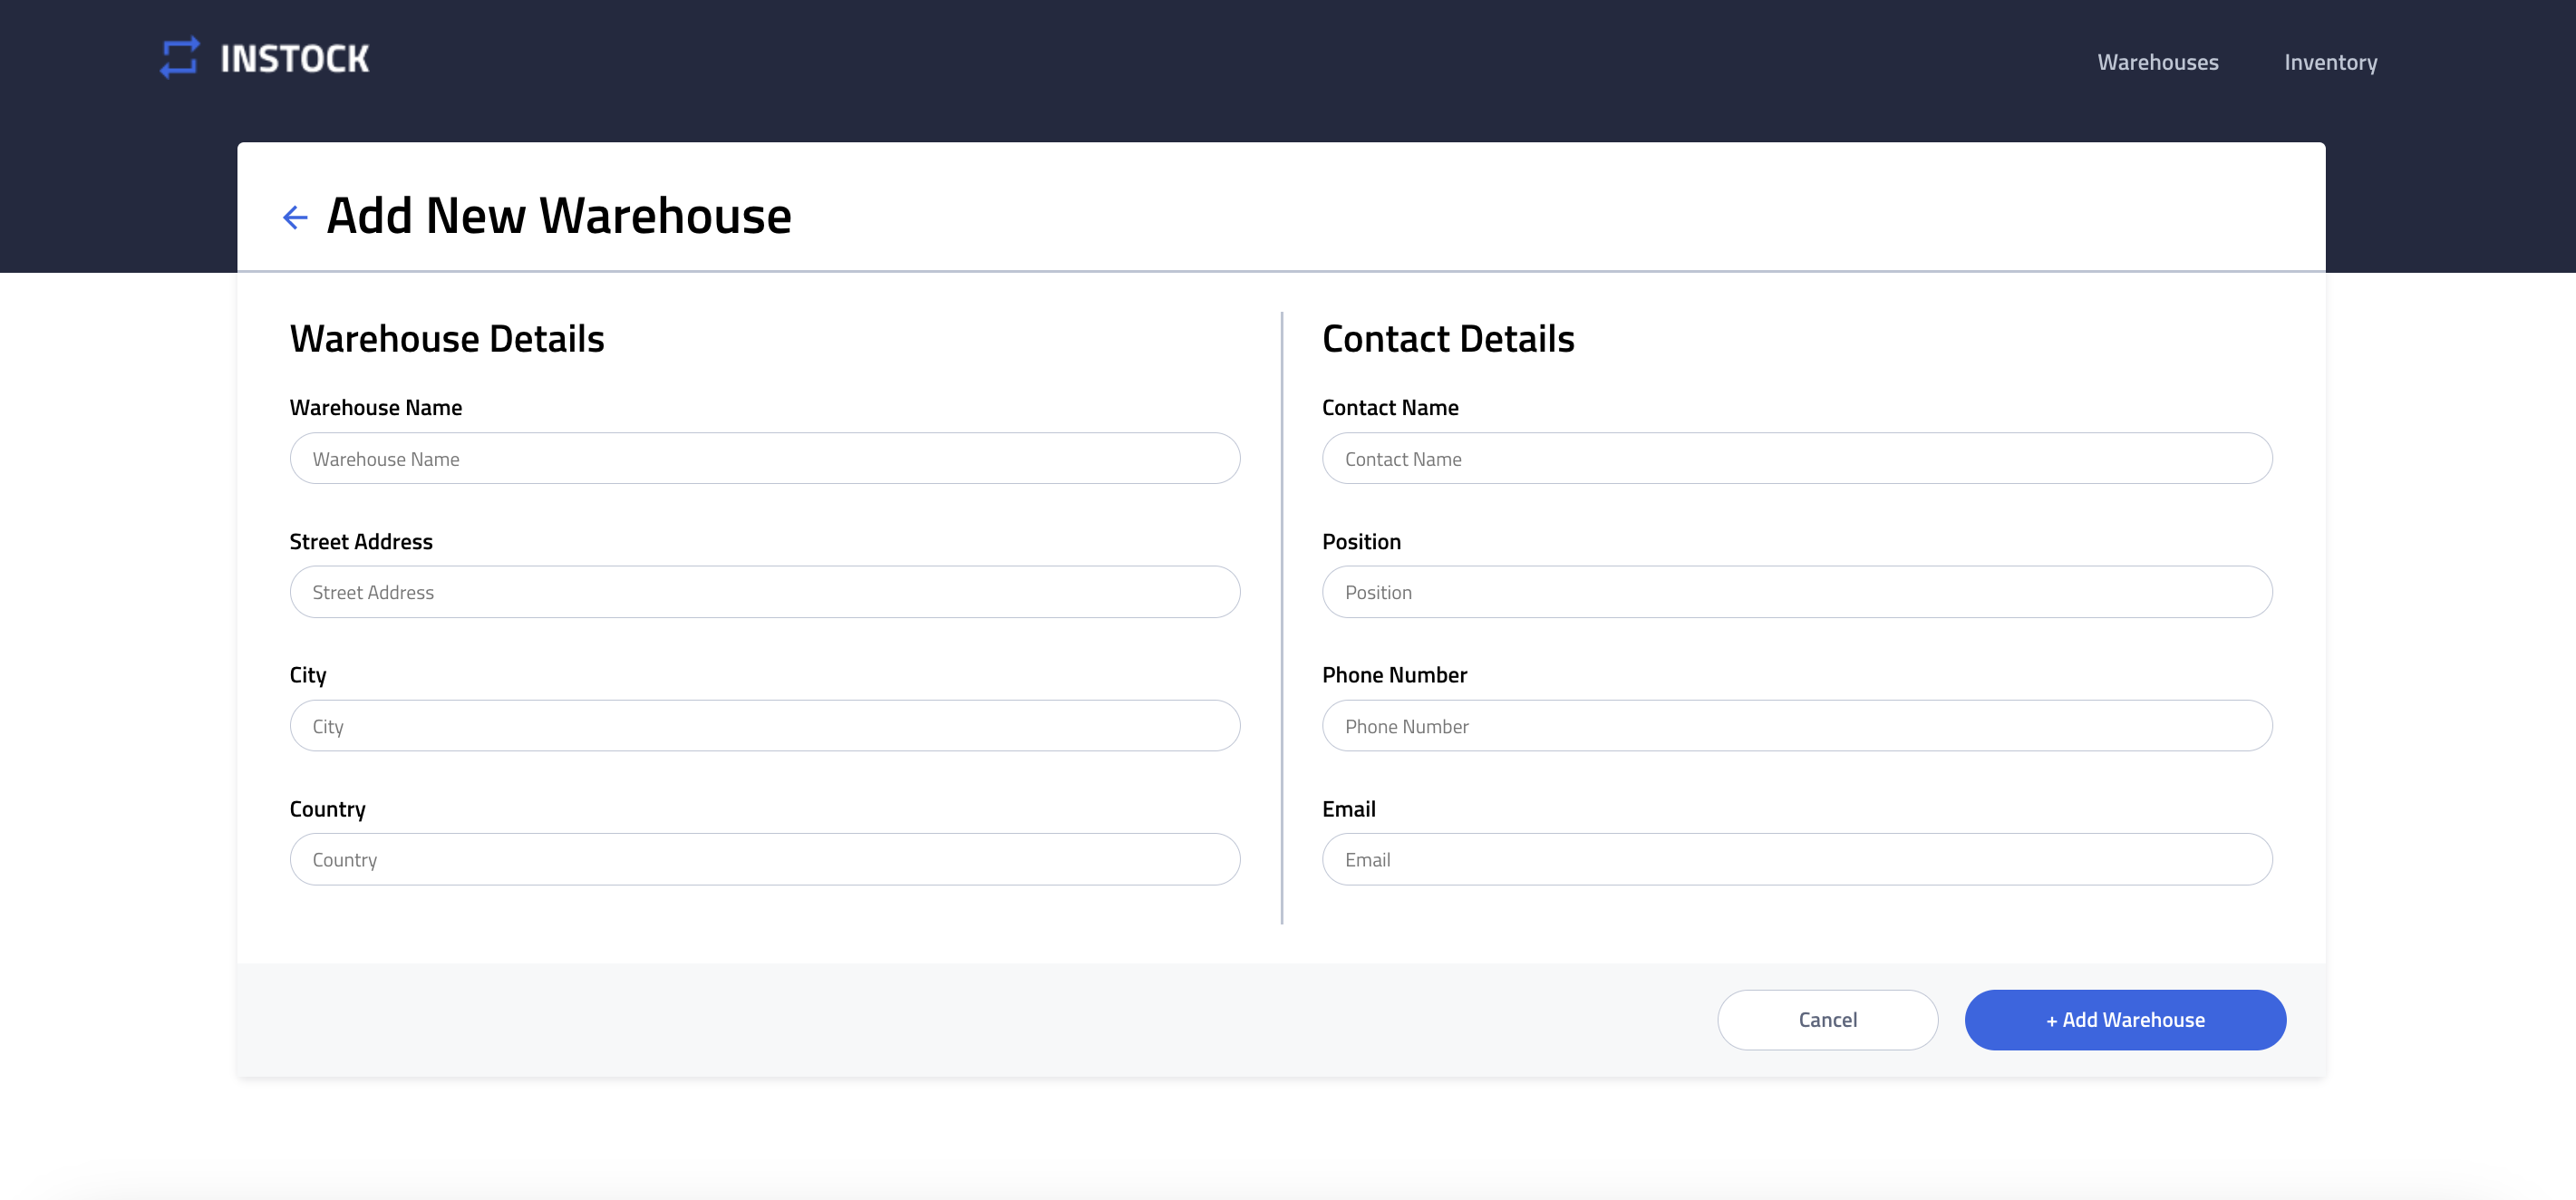 INSTOCK
Warehouses
Inventory
Add New Warehouse
Warehouse Details
Warehouse Name
Warehouse Name
Street Address
Street Address
City
City
Country
Country
Contact Details
Contact Name
Contact Name
Position
Position
Phone Number
Phone Number
Email
Email
Cancel
+ Add Warehouse